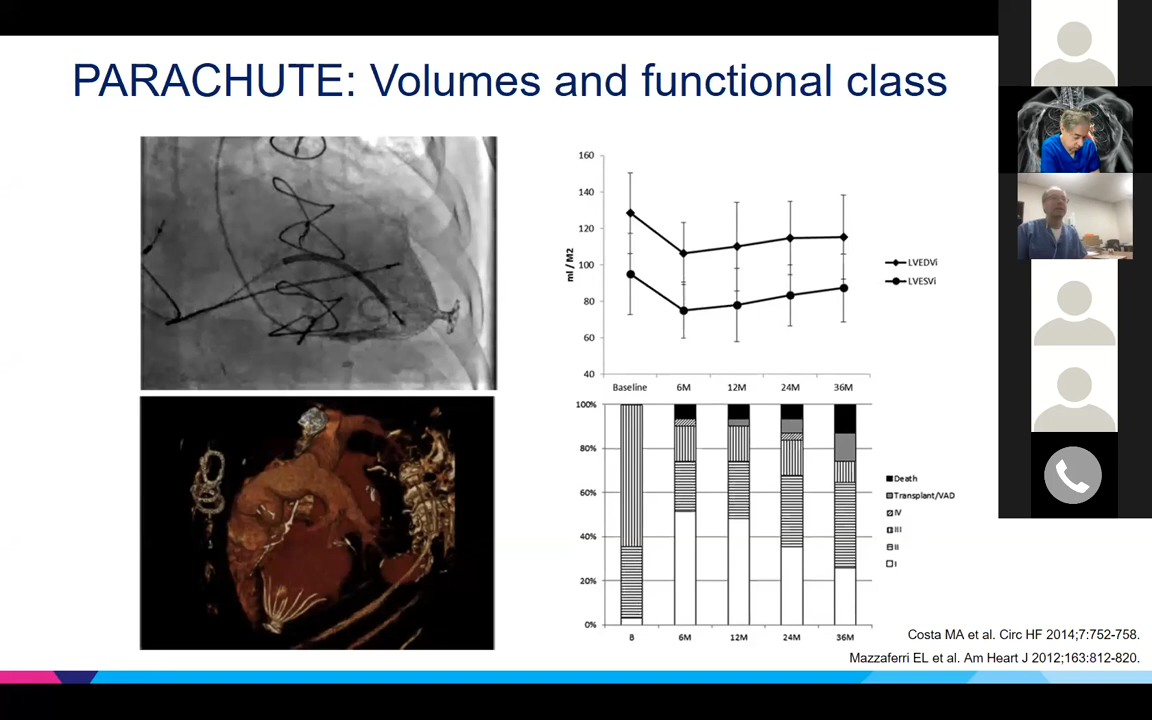 PARACHUTE: Volumes and functional class
160
140
120
100
80
60
40
ml / M2
Baseline 6M 12M 24M 36M
LVEDVi
LVESVi
100%
80%
60%
40%
20%
0%
B 6M 12M 24M 36M
Death
Transplant/VAD
IV
III
II
I
Costa MA et al. Circ HF 2014;7:752-758.
Mazzaferri EL et al. Am Heart J 2012;163:812-820.